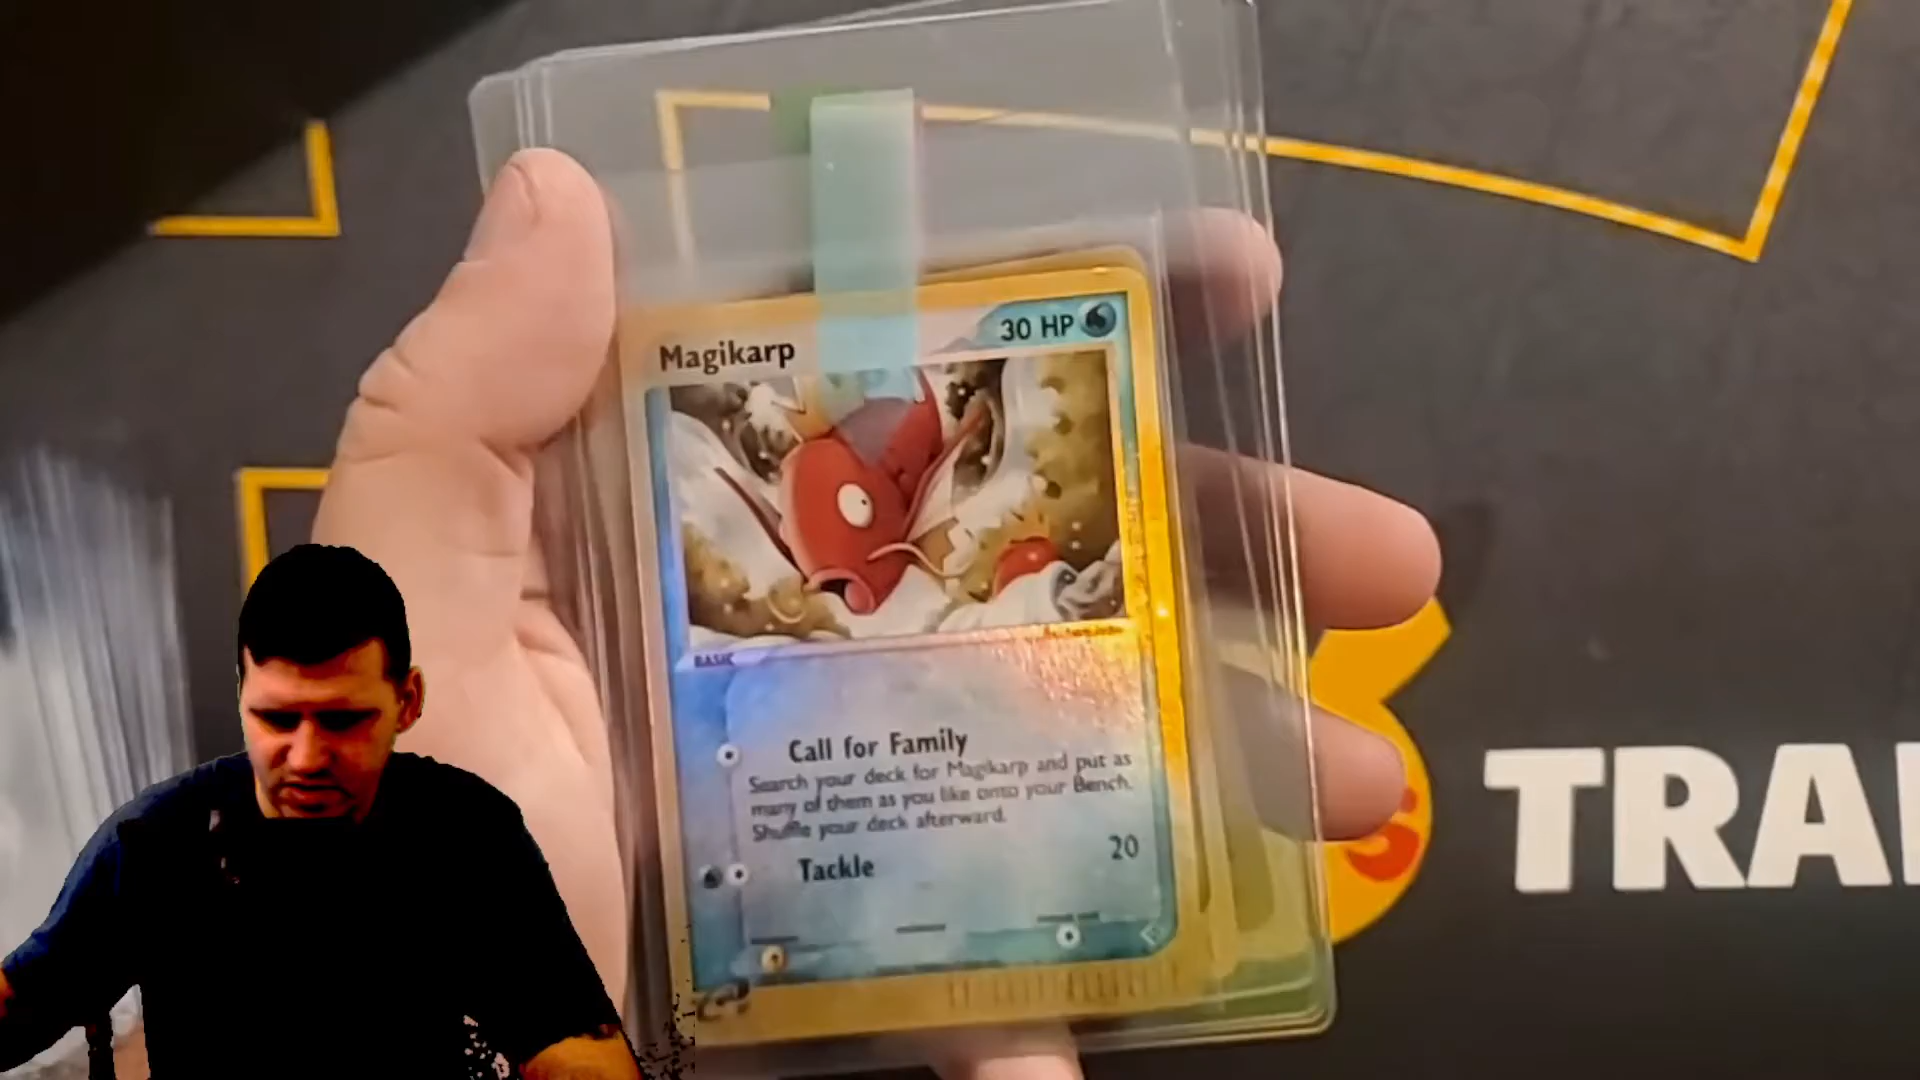 Magikarp
30 HP
BASIC
Call for Family
Search your deck for Magikarp and put as
many of them as you like onto your Bench.
Shuffle your deck afterward.
Tackle
20
TRA